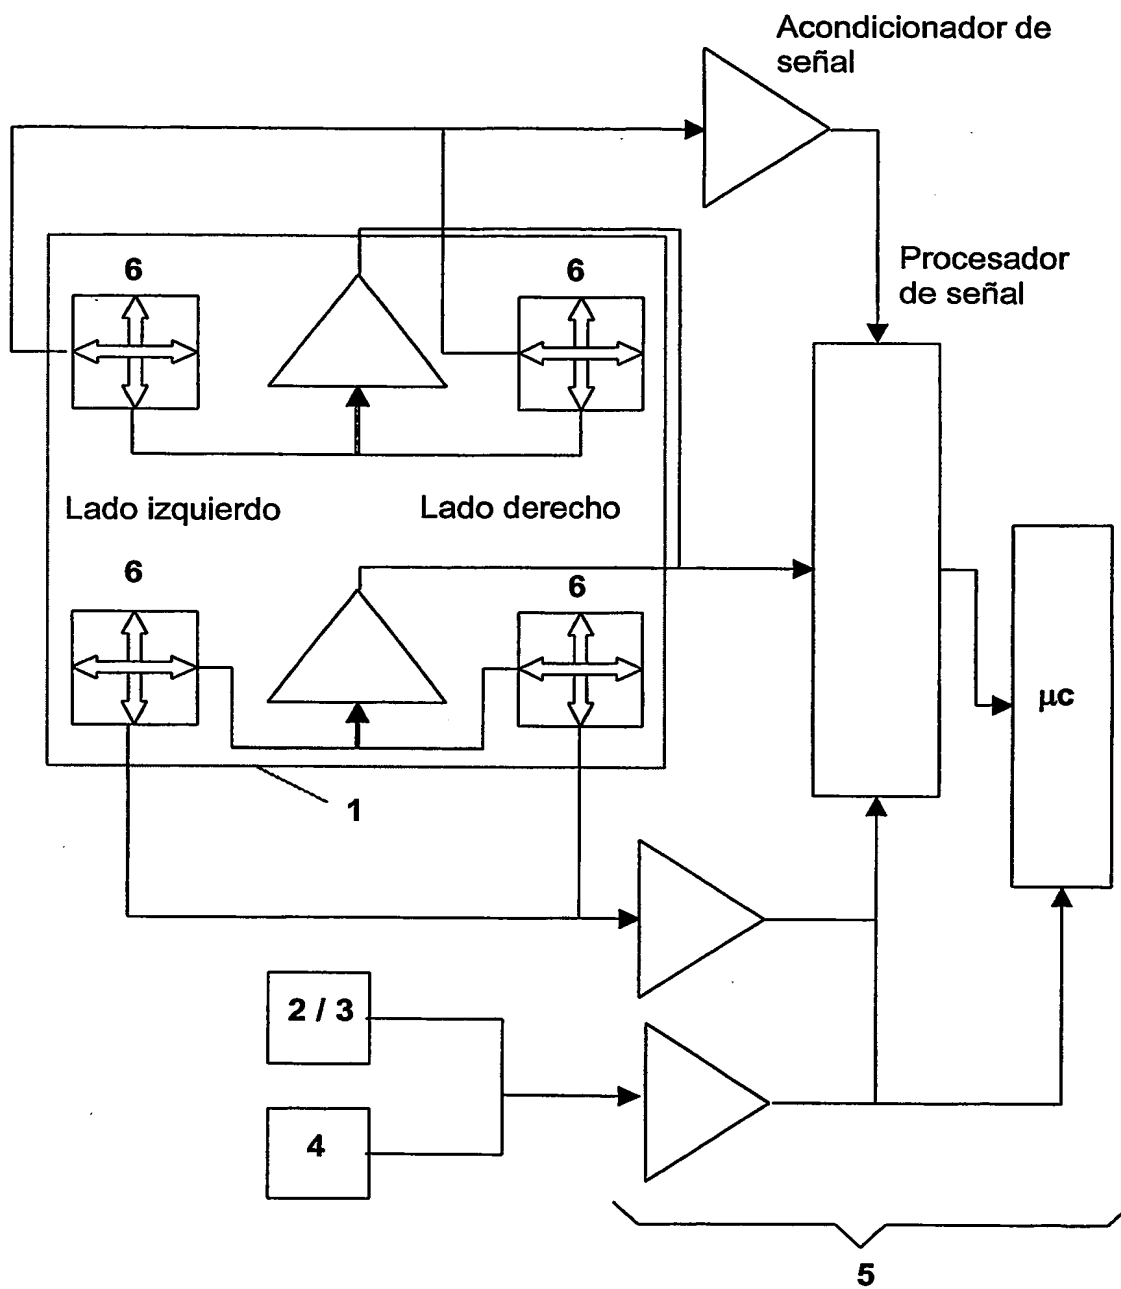 Acondicionador de
señal
Procesador
de señal
6
6
Lado izquierdo
Lado derecho
6
6
μc
1
2 / 3
4
5